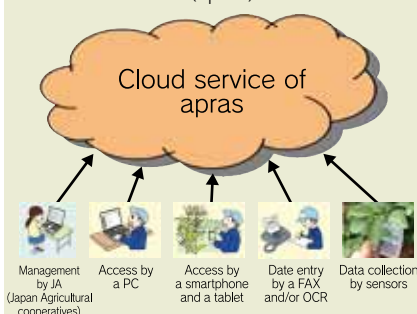 Cloud service of
apras
Management
by JA
(Japan Agricultural
cooperatives)
Access by
a PC
Access by
a smartphone
and a tablet
Date entry
by a FAX
and/or OCR
Data collection
by sensors